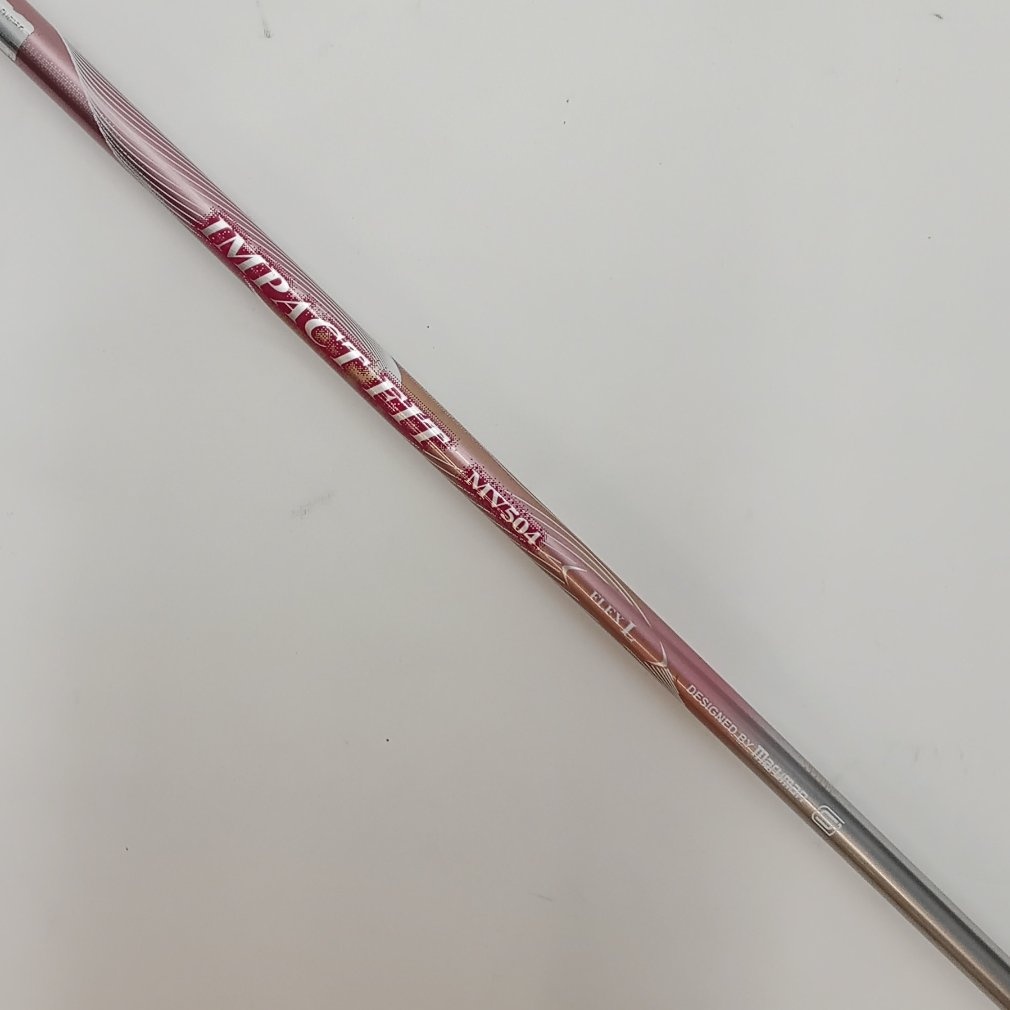 IMPACT FIT
MV504
FLEX L
DESIGNED BY maruman